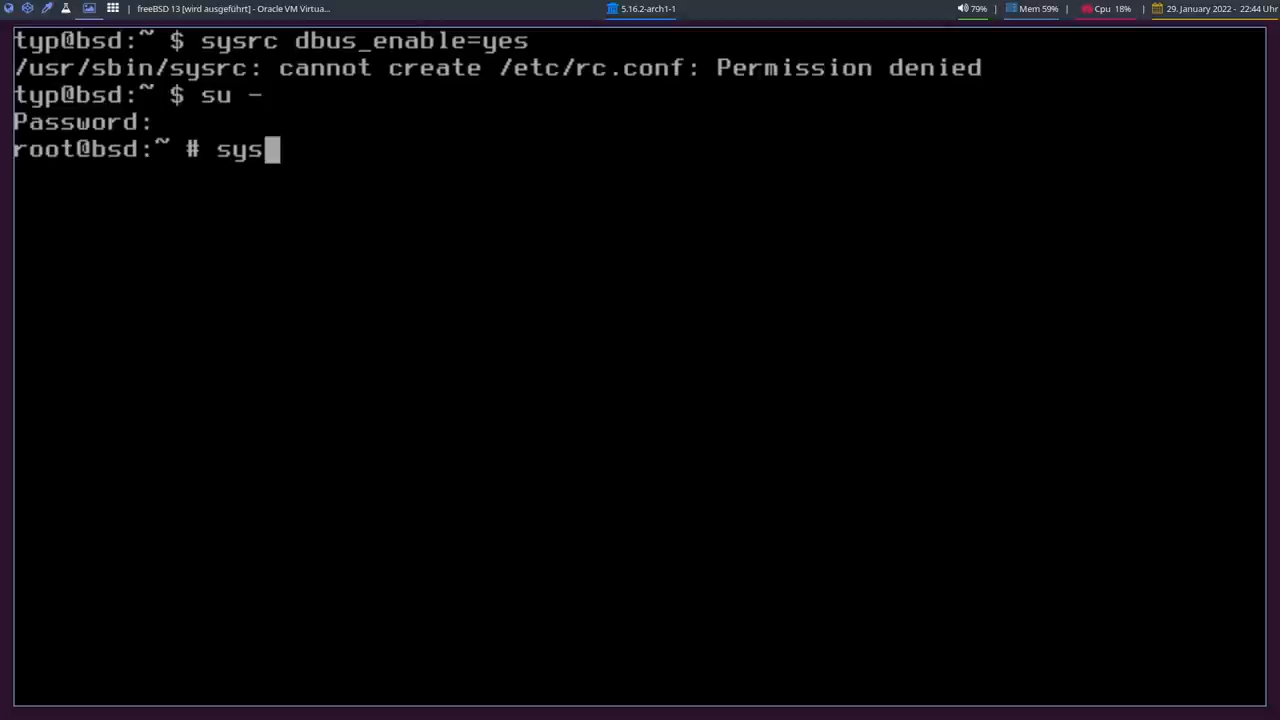 freeBSD 13 [wird ausgeführt] - Oracle VM Virtua...
5.16.2-arch1-1
79%
Mem 59%
Cpu 18%
29. January 2022 - 22:44 Uhr
typ@bsd:~ $ sysrc dbus_enable=yes
/usr/sbin/sysrc: cannot create /etc/rc.conf: Permission denied
typ@bsd:~ $ su -
Password:
root@bsd:~ # sys